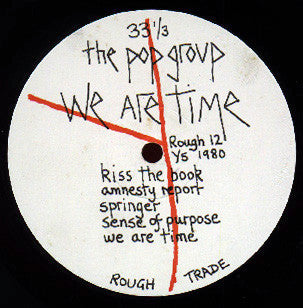 33 1/3
the pop group
We ARe TIME
Rough 12
Y5 1980
kiss the book
amnesty report
springer
sense of purpose
we are time
ROUGH TRADE